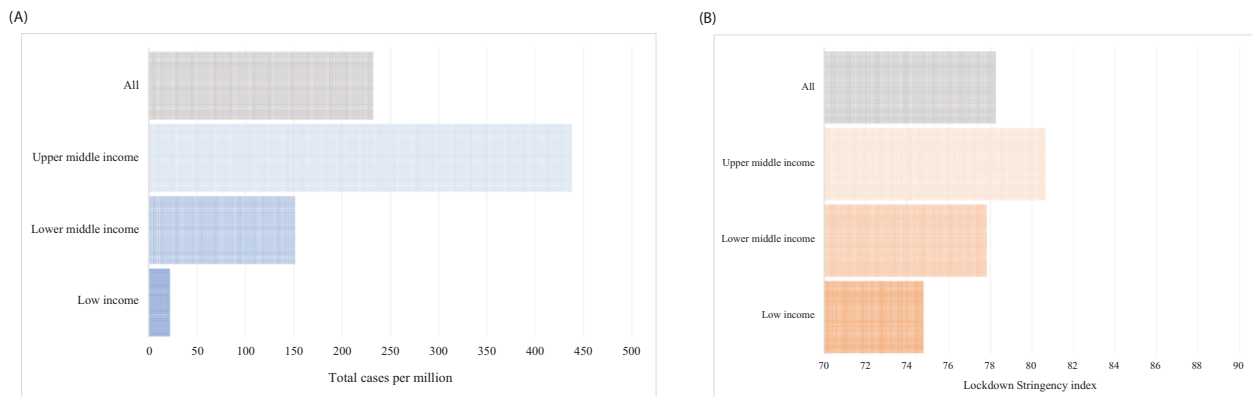 (A)
All
Upper middle income
Lower middle income
Low income
0 50 100 150 200 250 300 350 400 450 500
Total cases per million
(B)
All
Upper middle income
Lower middle income
Low income
70 72 74 76 78 80 82 84 86 88 90
Lockdown Stringency index